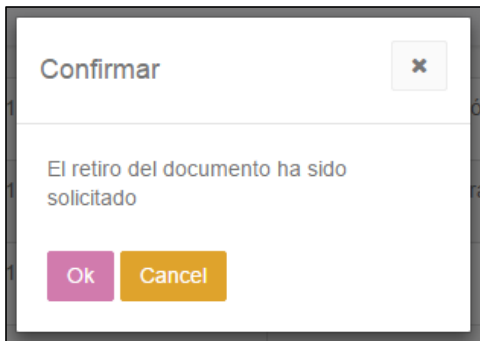 Confirmar
El retiro del documento ha sido
solicitado
Ok
Cancel